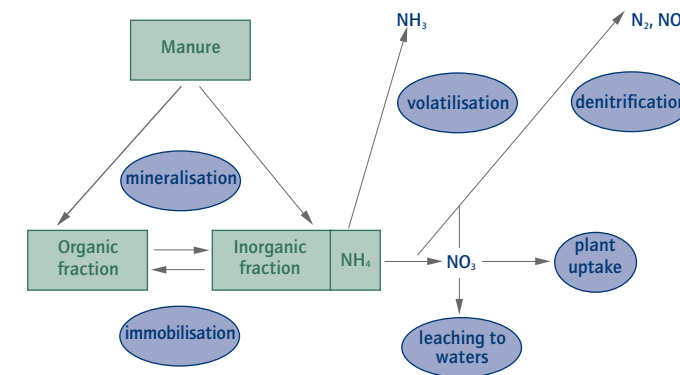 NH₃
N₂, NO
Manure
volatilisation
denitrification
mineralisation
Organic
fraction
Inorganic
fraction
NH₄
NO₃
plant
uptake
immobilisation
leaching to
waters